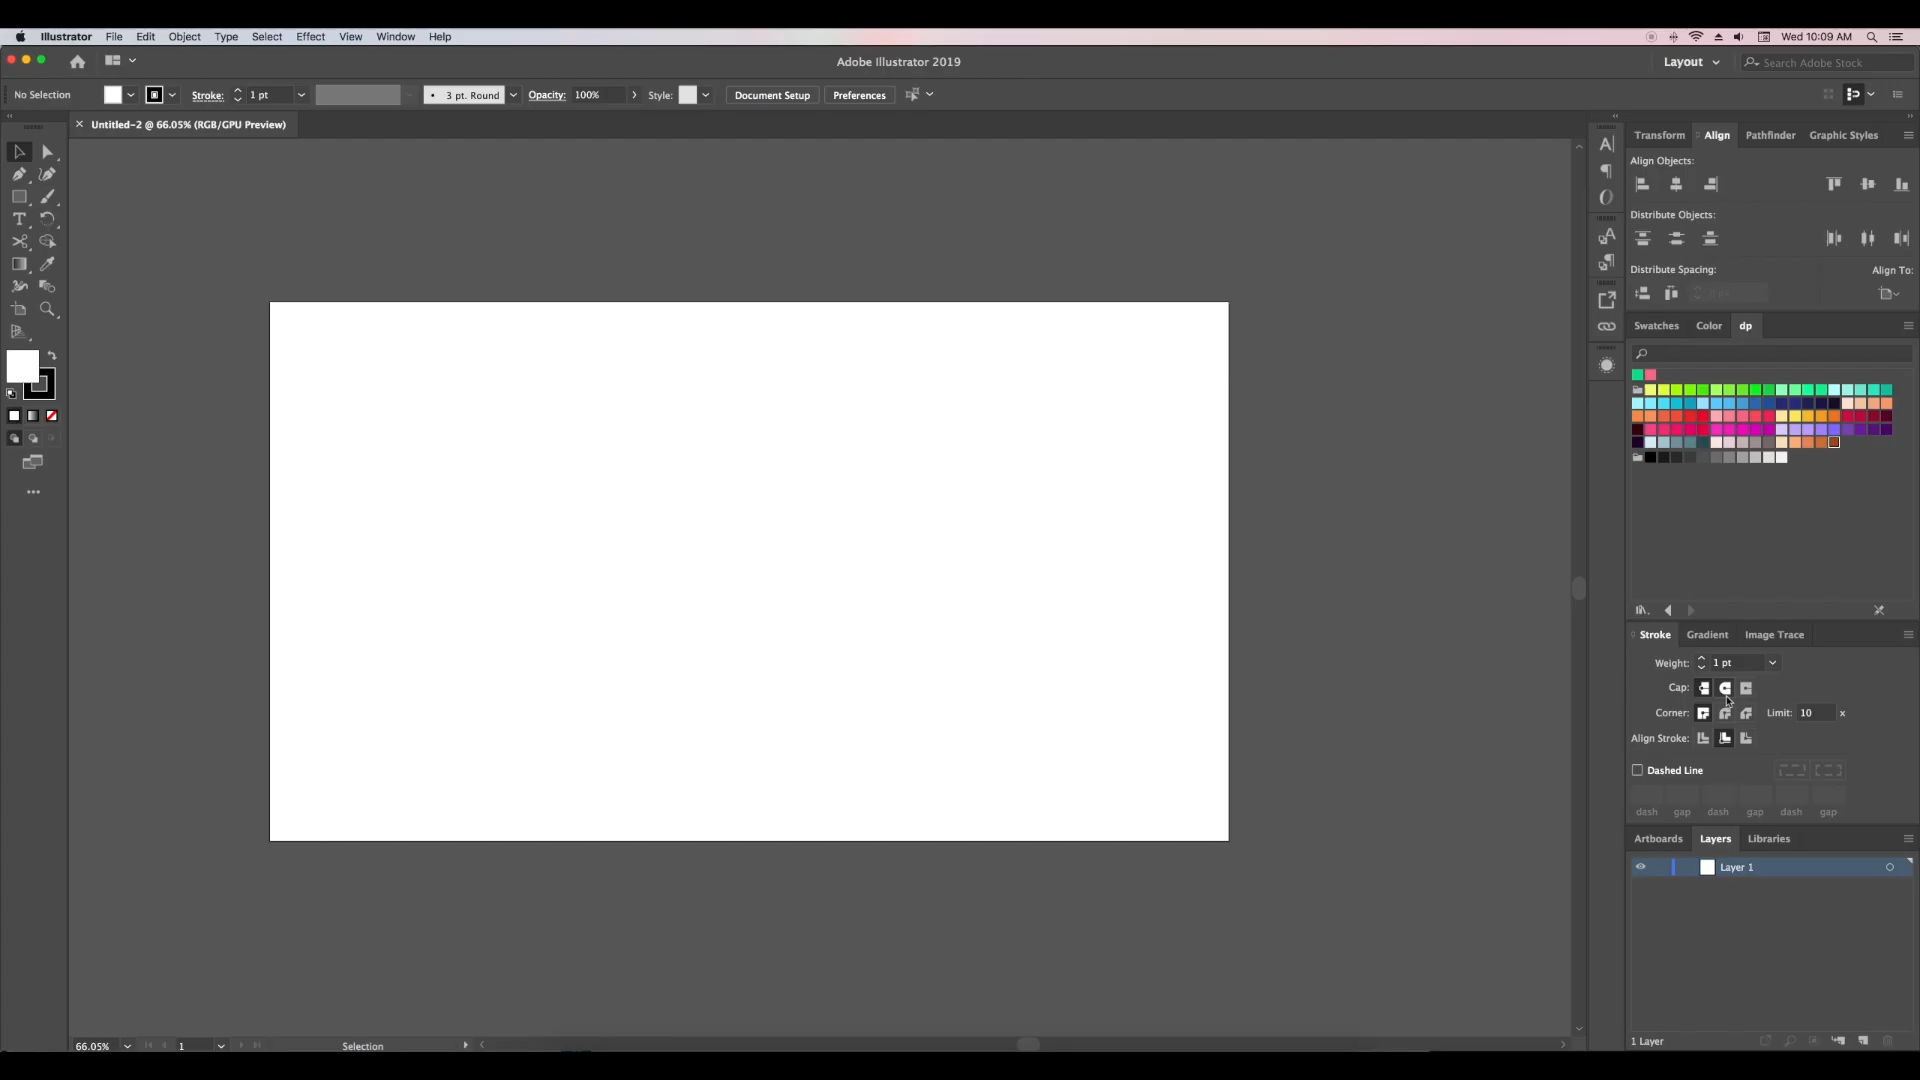 Illustrator File Edit Object Type Select Effect View Window Help
Wed 10:09 AM
Adobe Illustrator 2019
Layout
Search Adobe Stock
No Selection
Stroke: 1 pt
3 pt. Round
Opacity: 100%
Style:
Document Setup
Preferences
Untitled-2 @ 66.05% (RGB/GPU Preview)
Transform Align Pathfinder Graphic Styles
Align Objects:
Distribute Objects:
Distribute Spacing: Align To:
Swatches Color dp
Stroke Gradient Image Trace
Weight: 1 pt
Cap:
Corner: Limit: 10 x
Align Stroke:
Dashed Line
dash gap dash gap dash gap
Artboards Layers Libraries
Layer 1
66.05% 1 Selection
1 Layer